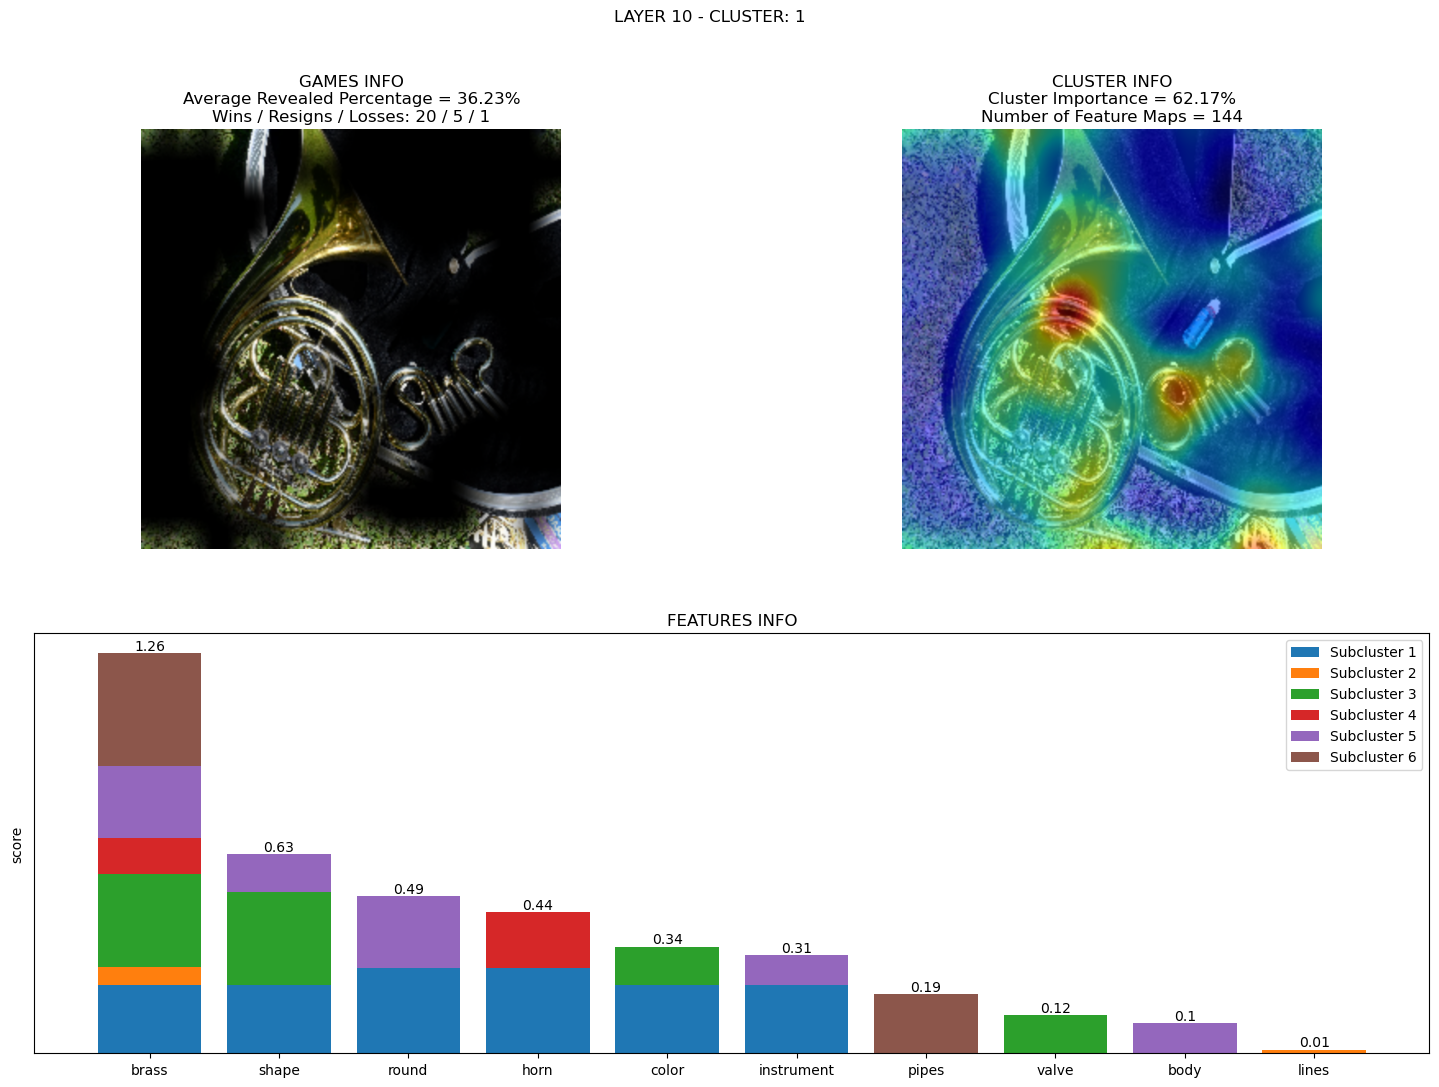 LAYER 10 - CLUSTER: 1
GAMES INFO
Average Revealed Percentage = 36.23%
Wins / Resigns / Losses: 20 / 5 / 1
CLUSTER INFO
Cluster Importance = 62.17%
Number of Feature Maps = 144
FEATURES INFO
score
1.26
0.63
0.49
0.44
0.34
0.31
0.19
0.12
0.1
0.01
Subcluster 1
Subcluster 2
Subcluster 3
Subcluster 4
Subcluster 5
Subcluster 6
brass
shape
round
horn
color
instrument
pipes
valve
body
lines